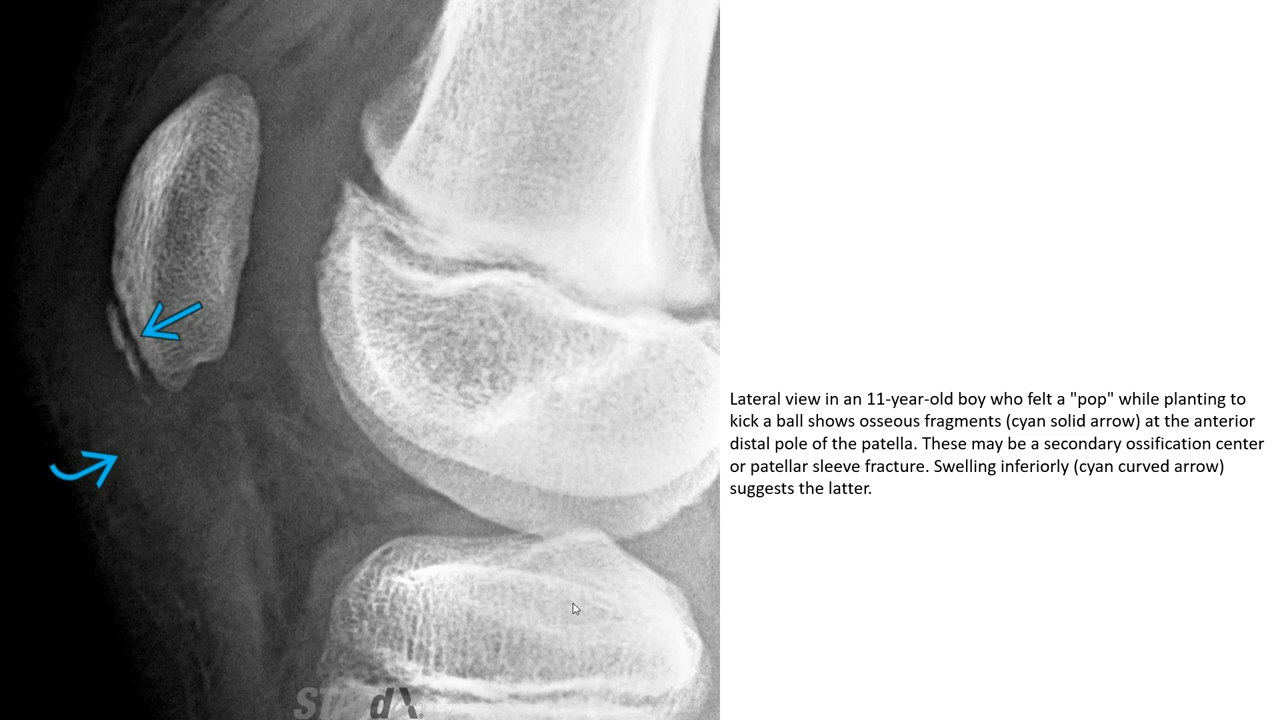 Lateral view in an 11-year-old boy who felt a "pop" while planting to
kick a ball shows osseous fragments (cyan solid arrow) at the anterior
distal pole of the patella. These may be a secondary ossification center
or patellar sleeve fracture. Swelling inferiorly (cyan curved arrow)
suggests the latter.